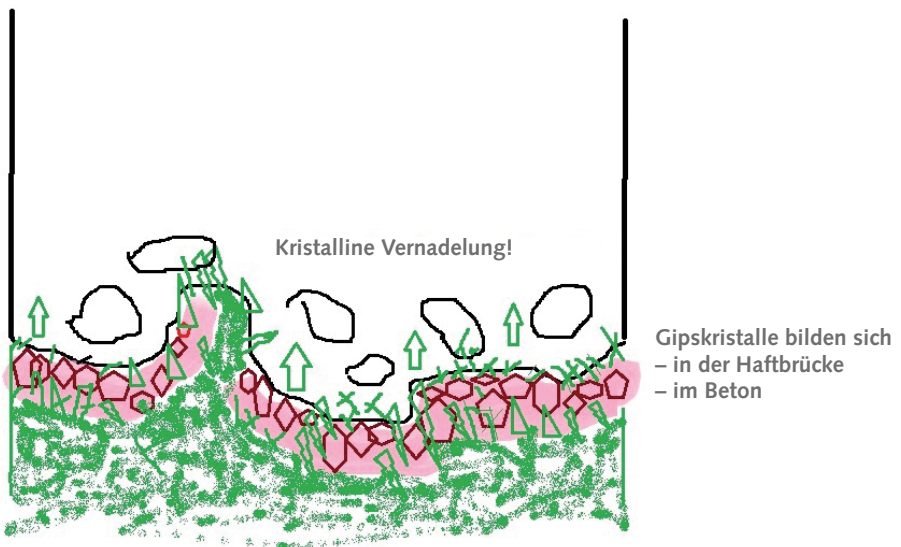 Kristalline Vernadelung!
Gipskristalle bilden sich
– in der Haftbrücke
– im Beton